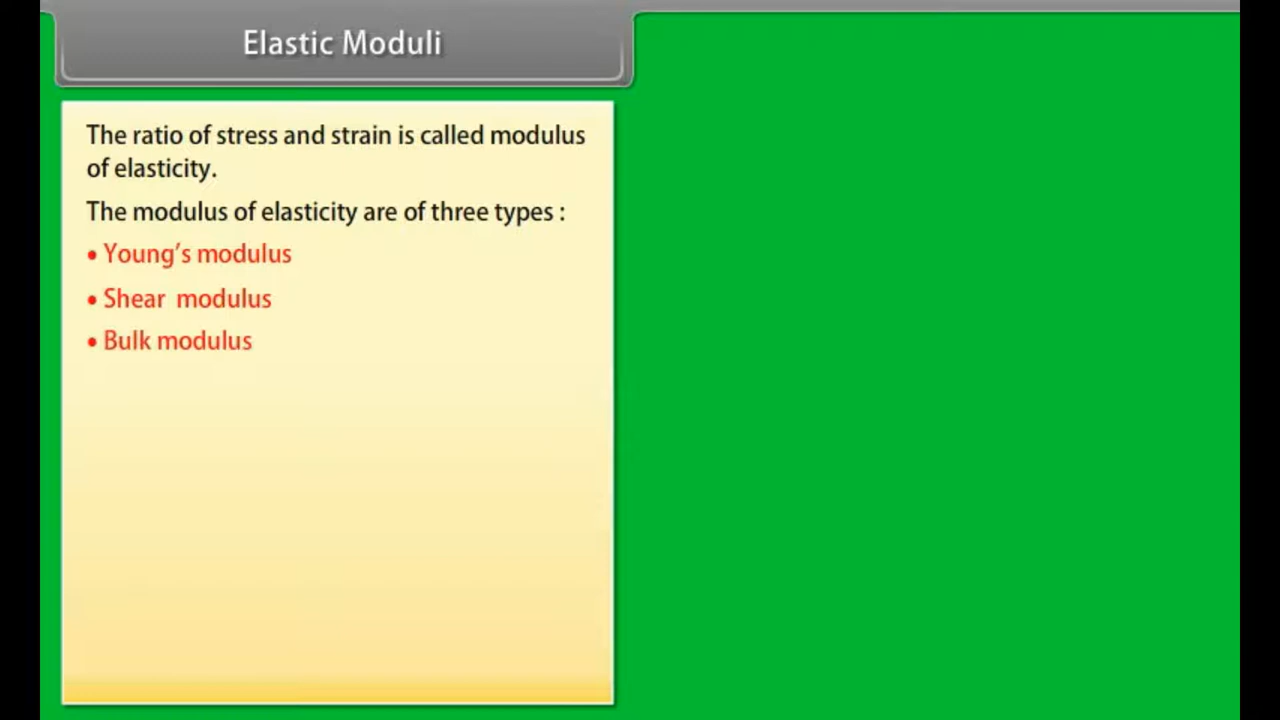 Elastic Moduli
The ratio of stress and strain is called modulus
of elasticity.
The modulus of elasticity are of three types :
• Young's modulus
• Shear  modulus
• Bulk modulus